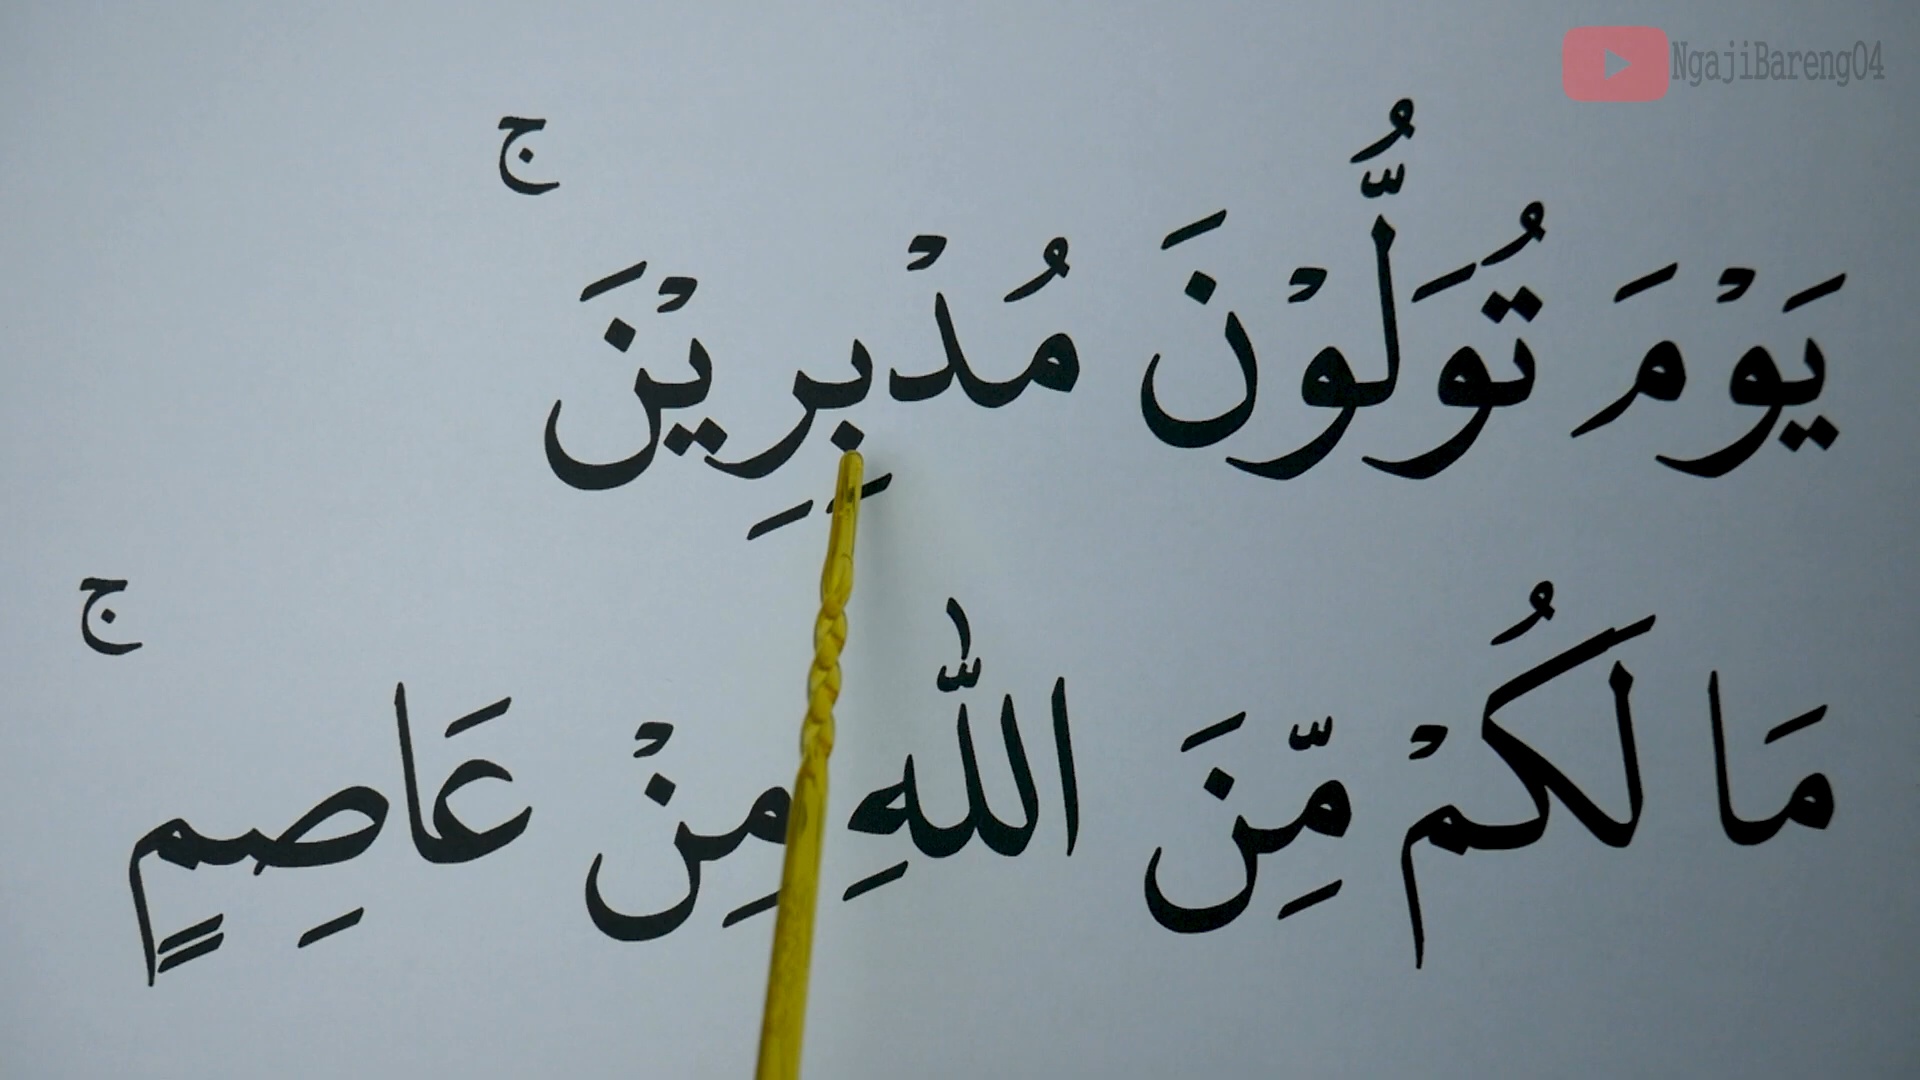 NgajiBareng04
يَوْمَ تُوَلُّوْنَ مُدْبِرِيْنَ ۚ
مَا لَكُمْ مِّنَ اللّٰهِ مِنْ عَاصِمٍ ۚ